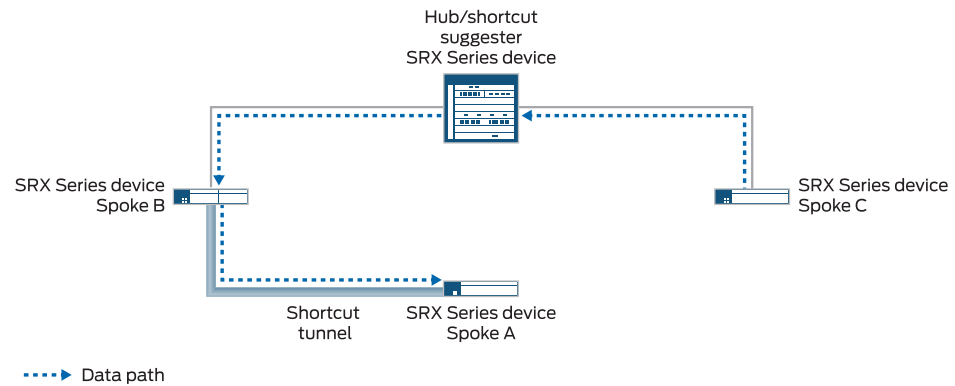 Hub/shortcut
suggester
SRX Series device
SRX Series device
Spoke B
SRX Series device
Spoke C
Shortcut
tunnel
SRX Series device
Spoke A
Data path